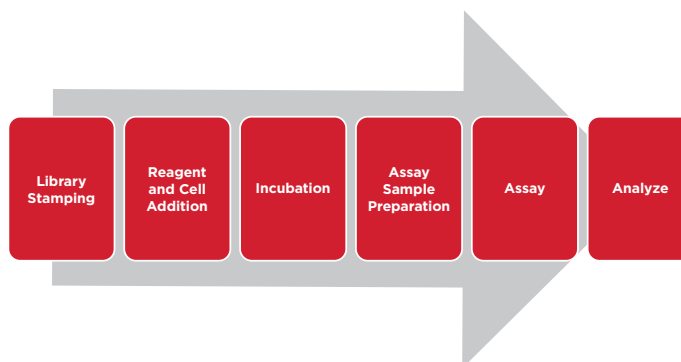 Library
Stamping
Reagent
and Cell
Addition
Incubation
Assay
Sample
Preparation
Assay
Analyze